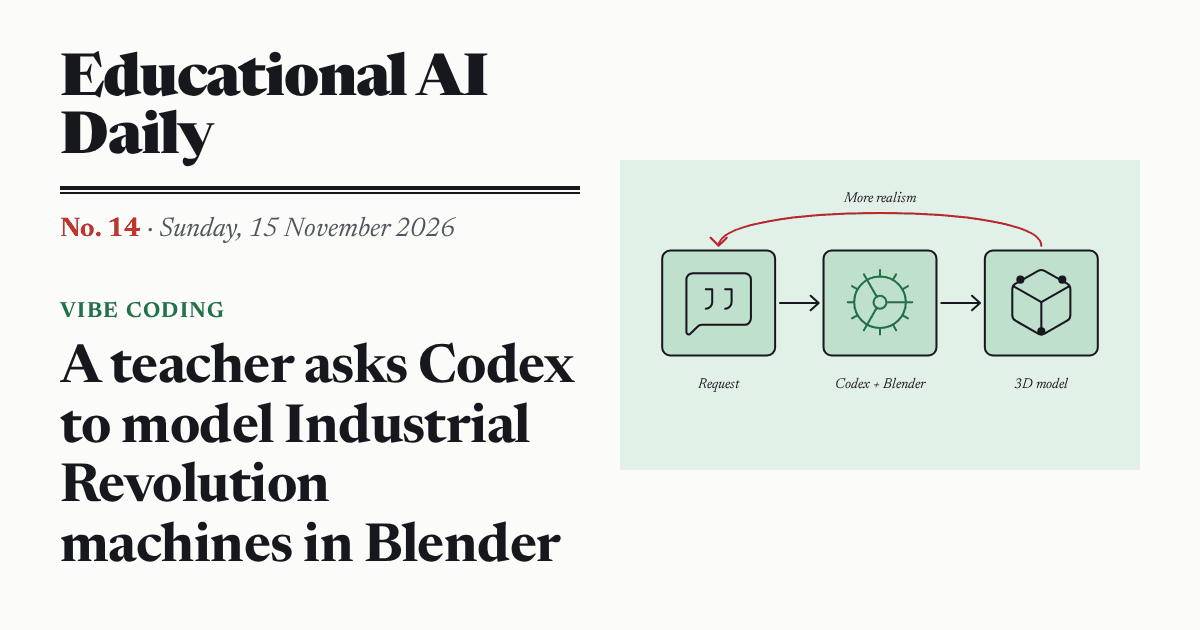 Educational AI
Daily
No. 14 · Sunday, 15 November 2026
VIBE CODING
A teacher asks Codex
to model Industrial
Revolution
machines in Blender
More realism
Request
Codex + Blender
3D model